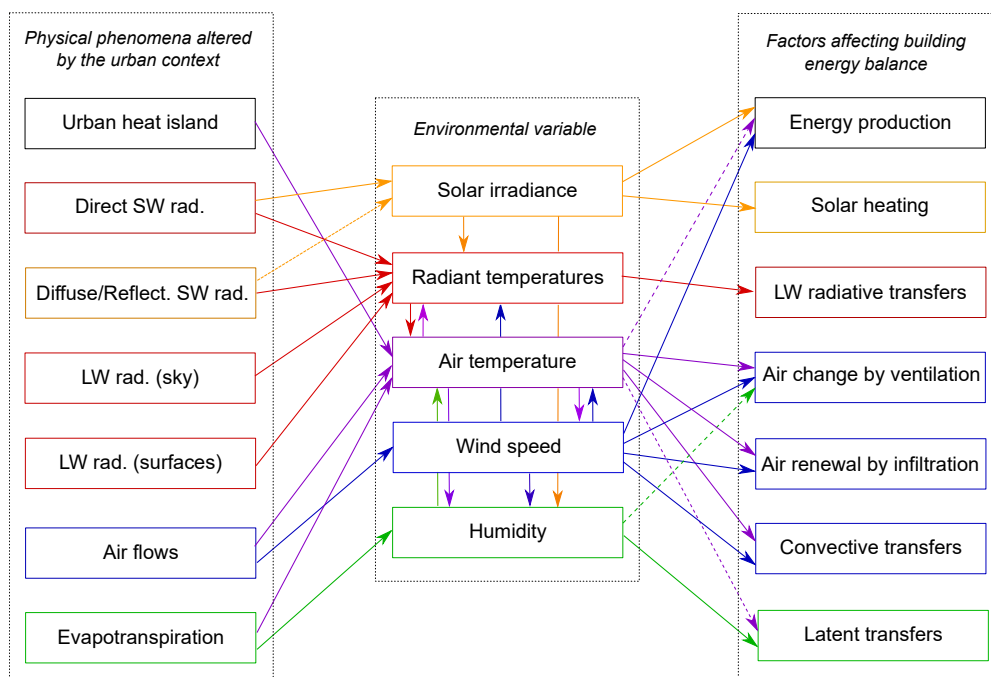 Physical phenomena altered
by the urban context
Urban heat island
Direct SW rad.
Diffuse/Reflect. SW rad.
LW rad. (sky)
LW rad. (surfaces)
Air flows
Evapotranspiration
Environmental variable
Solar irradiance
Radiant temperatures
Air temperature
Wind speed
Humidity
Factors affecting building
energy balance
Energy production
Solar heating
LW radiative transfers
Air change by ventilation
Air renewal by infiltration
Convective transfers
Latent transfers